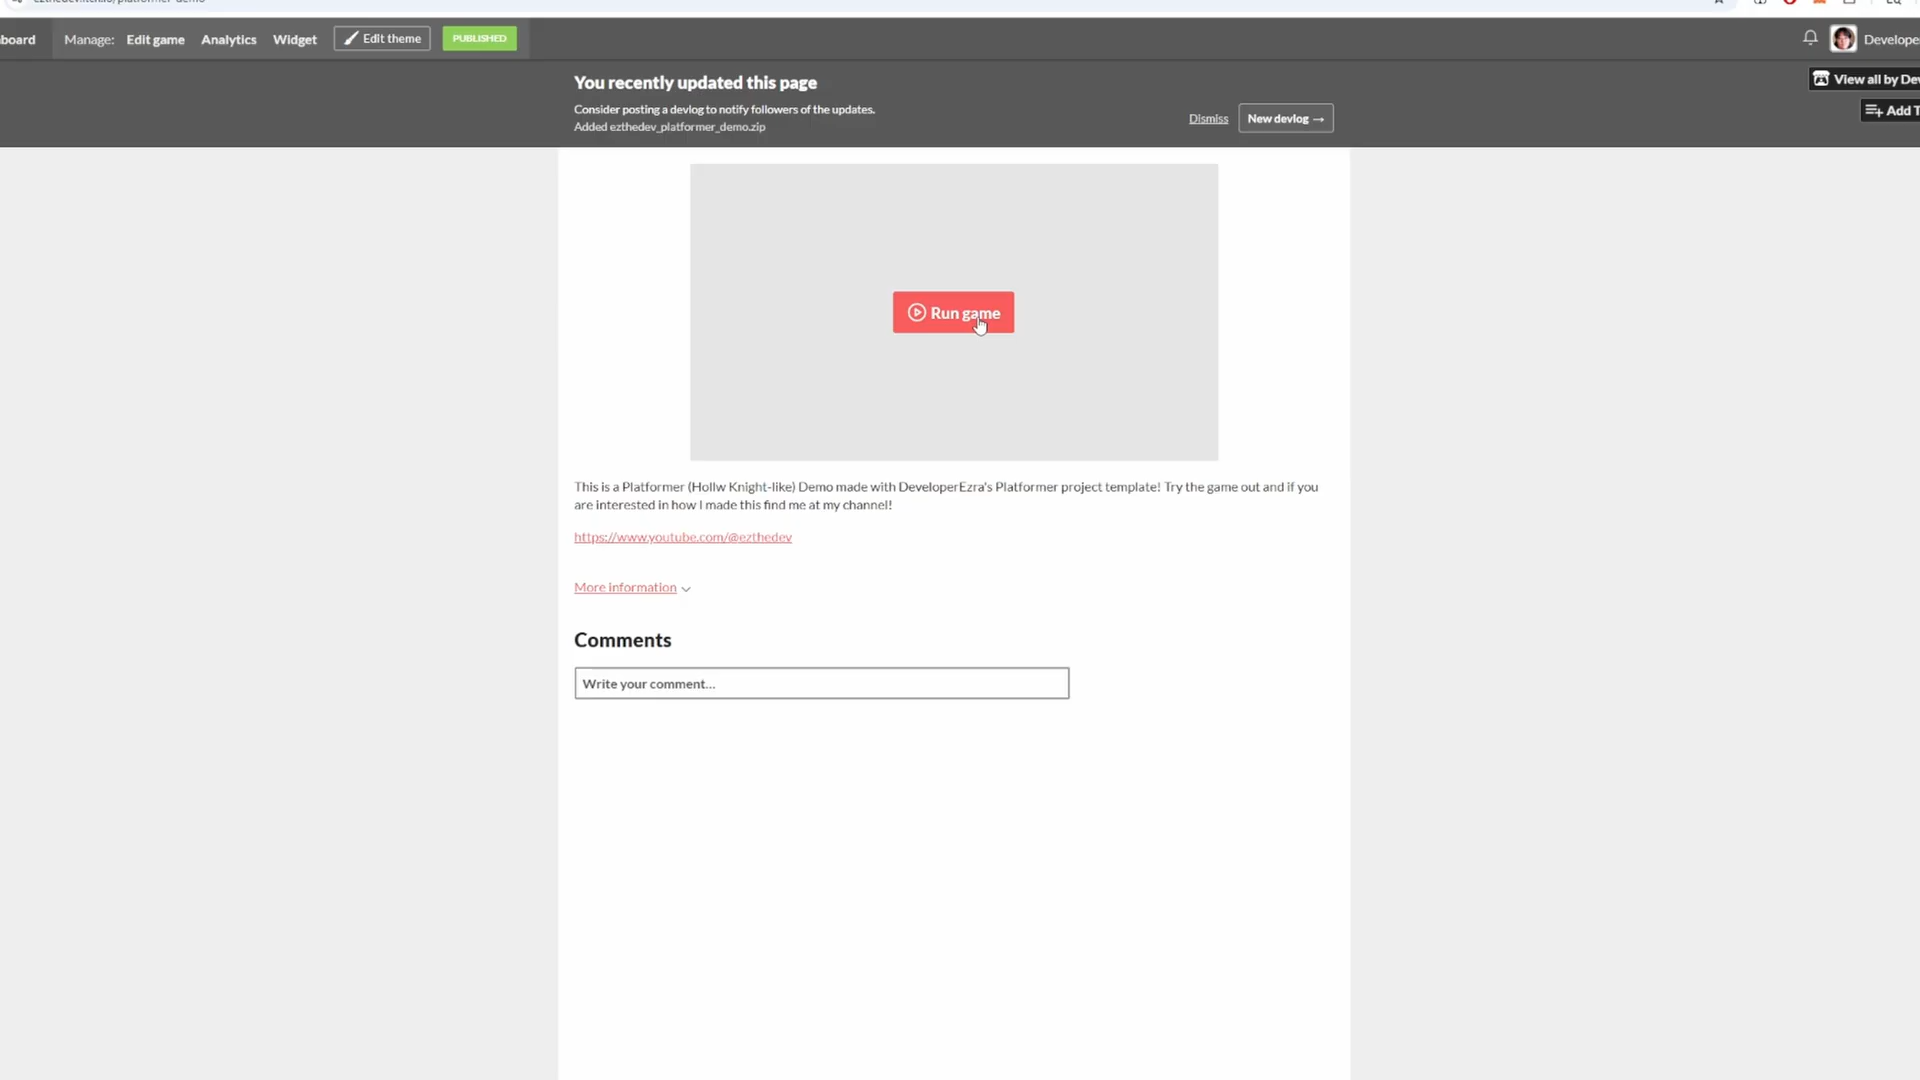 board Manage: Edit game Analytics Widget Edit theme PUBLISHED Develope
You recently updated this page
View all by Dev
Consider posting a devlog to notify followers of the updates.
Added ezthedev_platformer_demo.zip
Dismiss New devlog →
Add T
Run game
This is a Platformer (Hollw Knight-like) Demo made with DeveloperEzra's Platformer project template! Try the game out and if you
are interested in how I made this find me at my channel!
https://www.youtube.com/@ezthedev
More information
Comments
Write your comment...